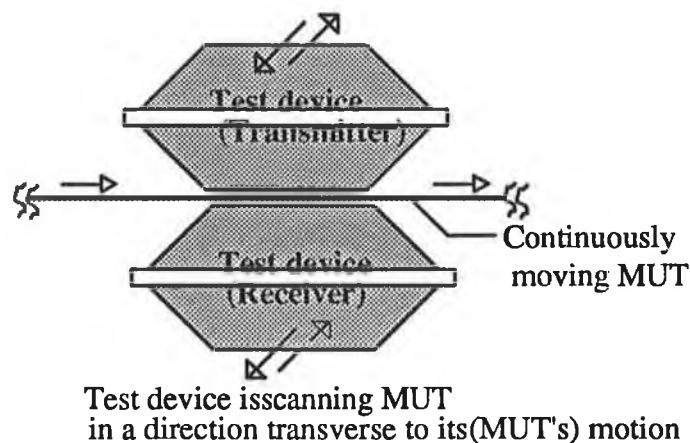 Test device
(Transmitter)
Continuously
moving MUT
Test device
(Receiver)
Test device isscanning MUT
in a direction transverse to its(MUT's) motion